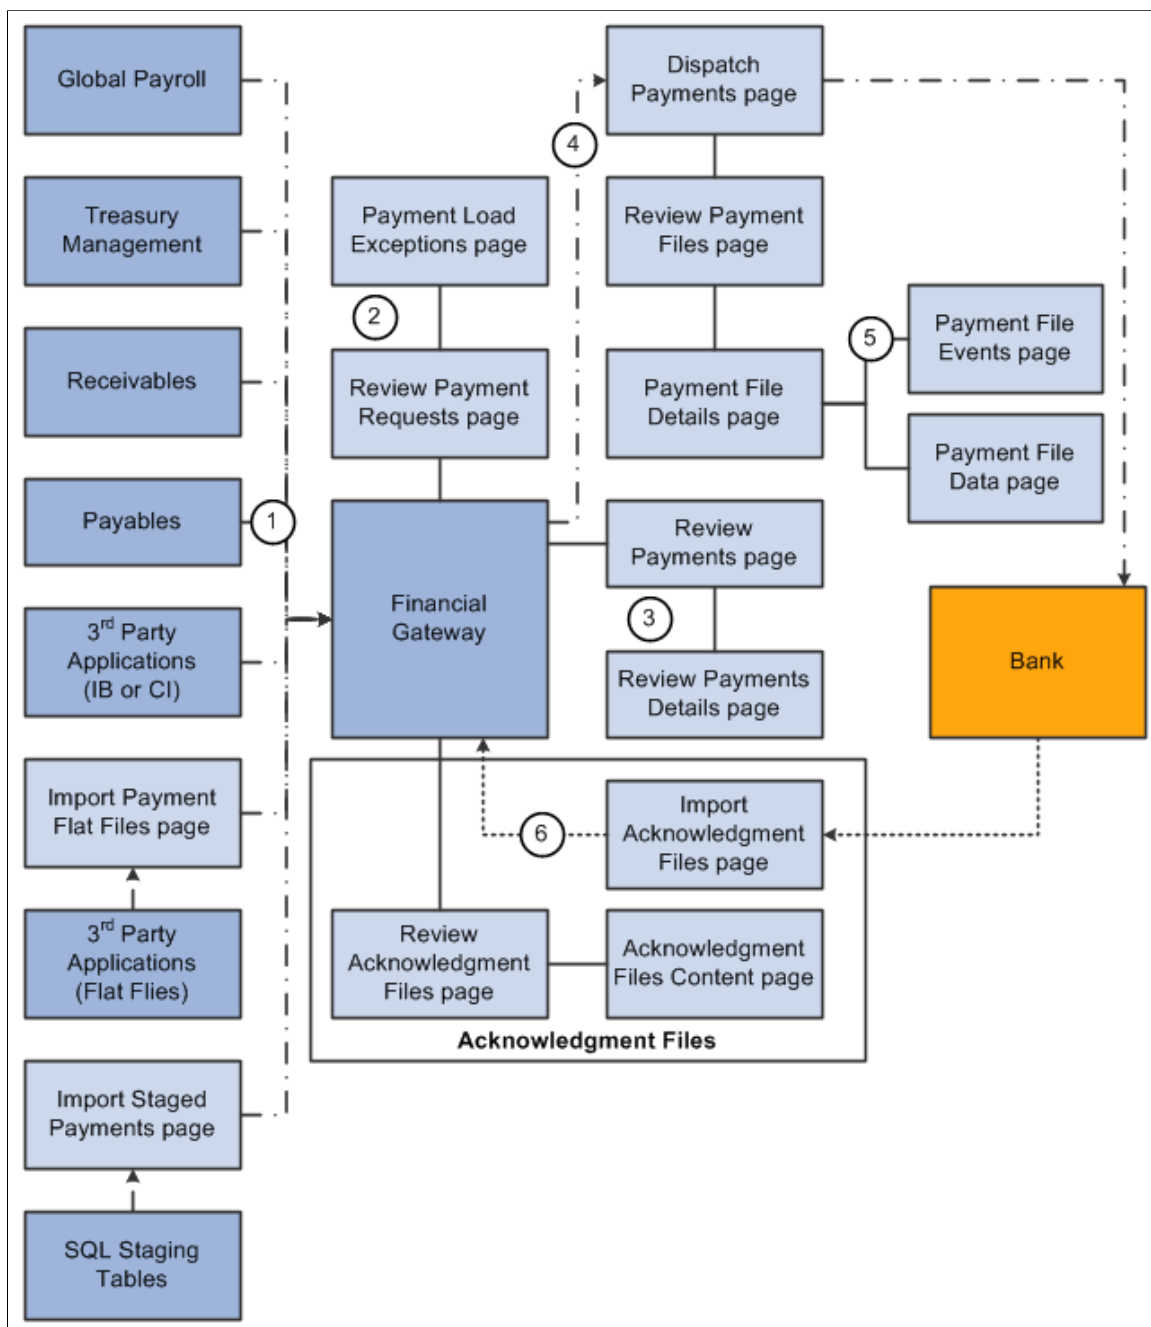 Global Payroll
Treasury
Management
Receivables
Payables
1
3rd Party
Applications
(IB or CI)
Import Payment
Flat Files page
3rd Party
Applications
(Flat Flies)
Import Staged
Payments page
SQL Staging
Tables
Payment Load
Exceptions page
2
Review Payment
Requests page
Financial
Gateway
4
Dispatch
Payments page
Review Payment
Files page
Payment File
Details page
5
Payment File
Events page
Payment File
Data page
Review
Payments page
3
Review Payments
Details page
Bank
Import
Acknowledgment
Files page
6
Review
Acknowledgment
Files page
Acknowledgment
Files Content page
Acknowledgment Files